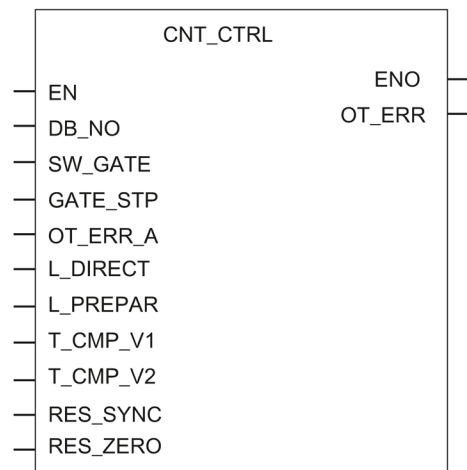 CNT_CTRL
ENO
EN
OT_ERR
DB_NO
SW_GATE
GATE_STP
OT_ERR_A
L_DIRECT
L_PREPAR
T_CMP_V1
T_CMP_V2
RES_SYNC
RES_ZERO